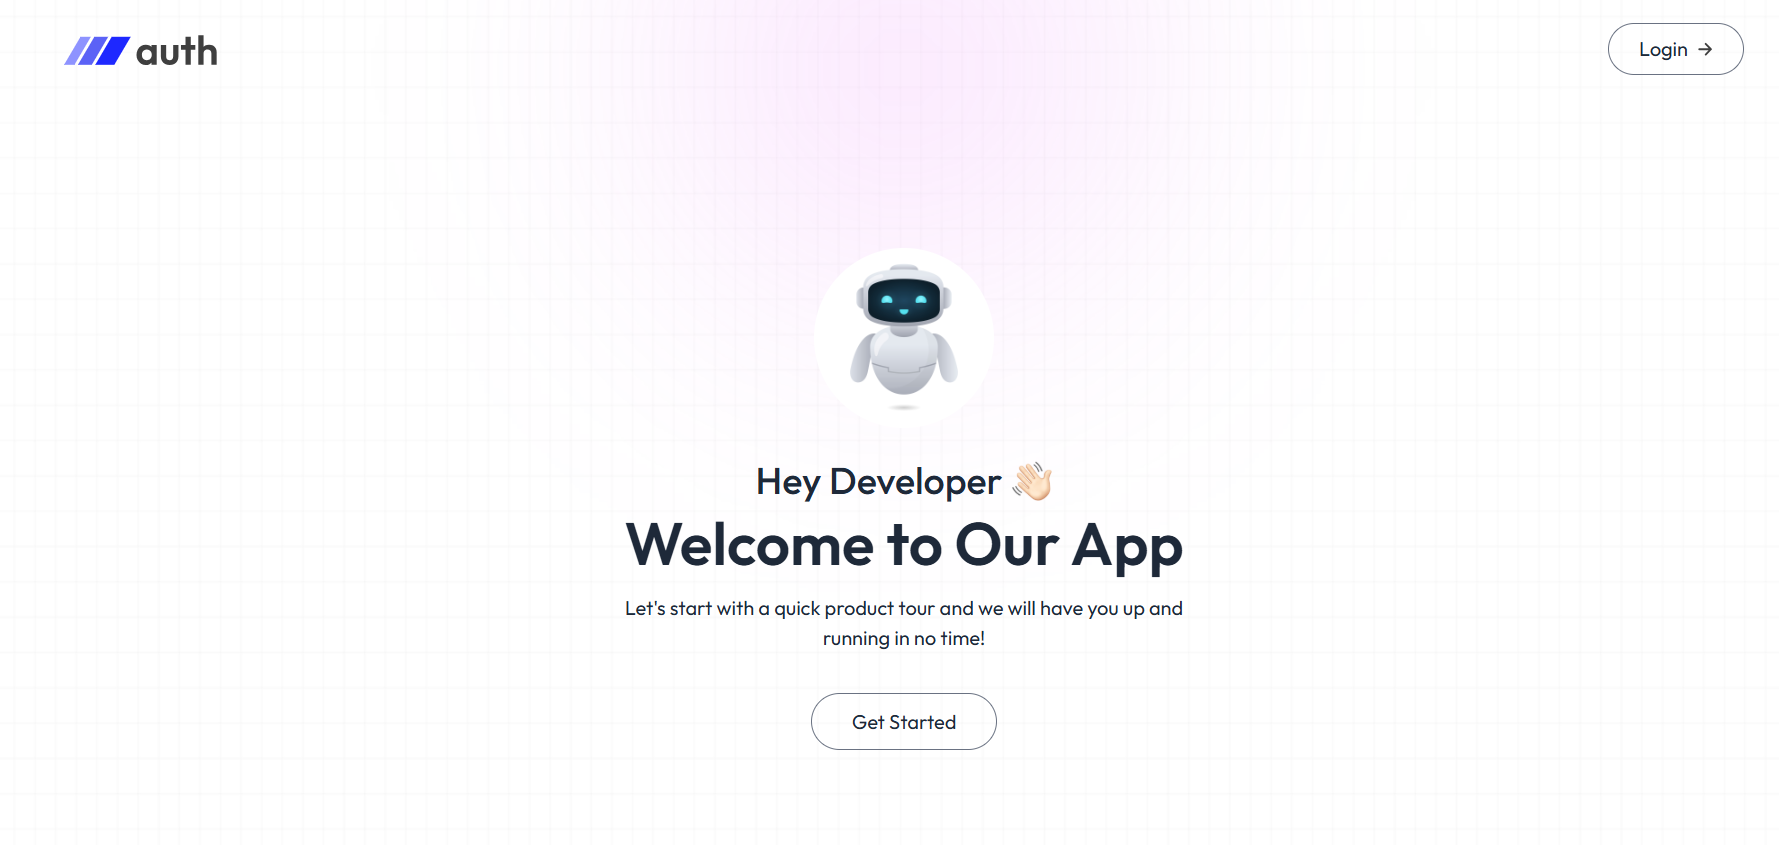 auth
Login →
Hey Developer 👋🏻
Welcome to Our App
Let's start with a quick product tour and we will have you up and
running in no time!
Get Started